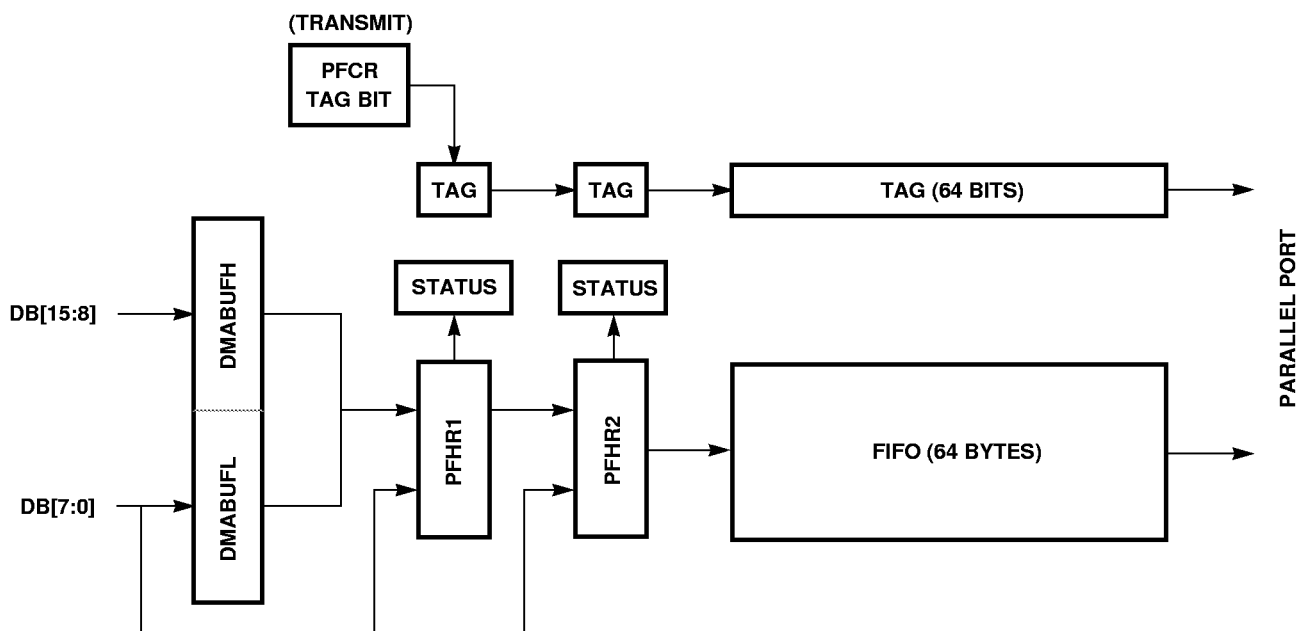 (TRANSMIT)
PFCR
TAG BIT
TAG
TAG
TAG (64 BITS)
DB[15:8]
DB[7:0]
DMABUFH
DMABUFL
STATUS
STATUS
PFHR1
PFHR2
FIFO (64 BYTES)
PARALLEL PORT